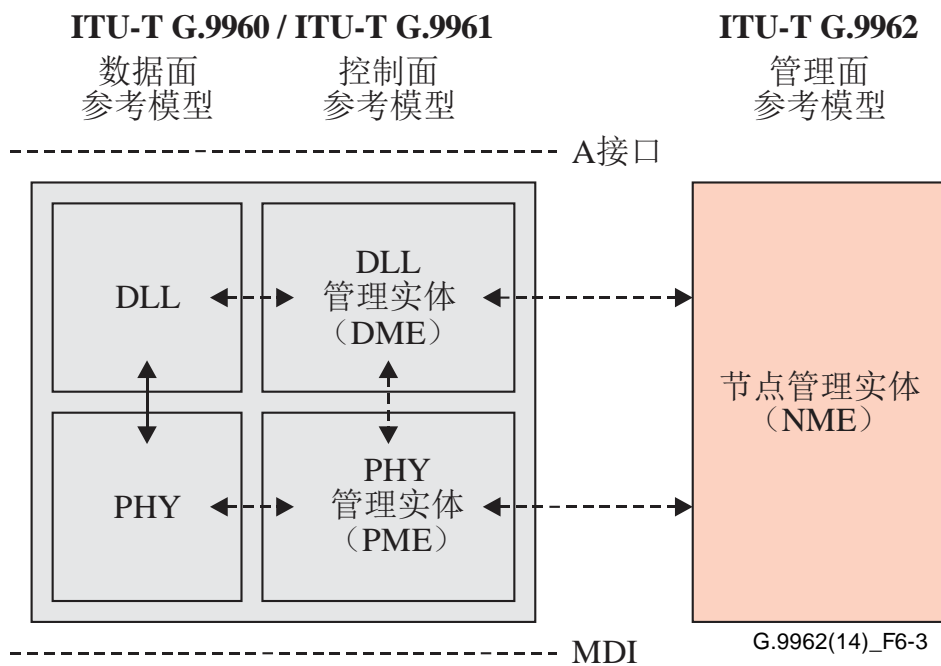 ITU-T G.9960 / ITU-T G.9961
ITU-T G.9962
数据面
参考模型
控制面
参考模型
管理面
参考模型
A接口
DLL
DLL
管理实体
（DME）
节点管理实体
（NME）
PHY
PHY
管理实体
（PME）
G.9962(14)_F6-3
MDI